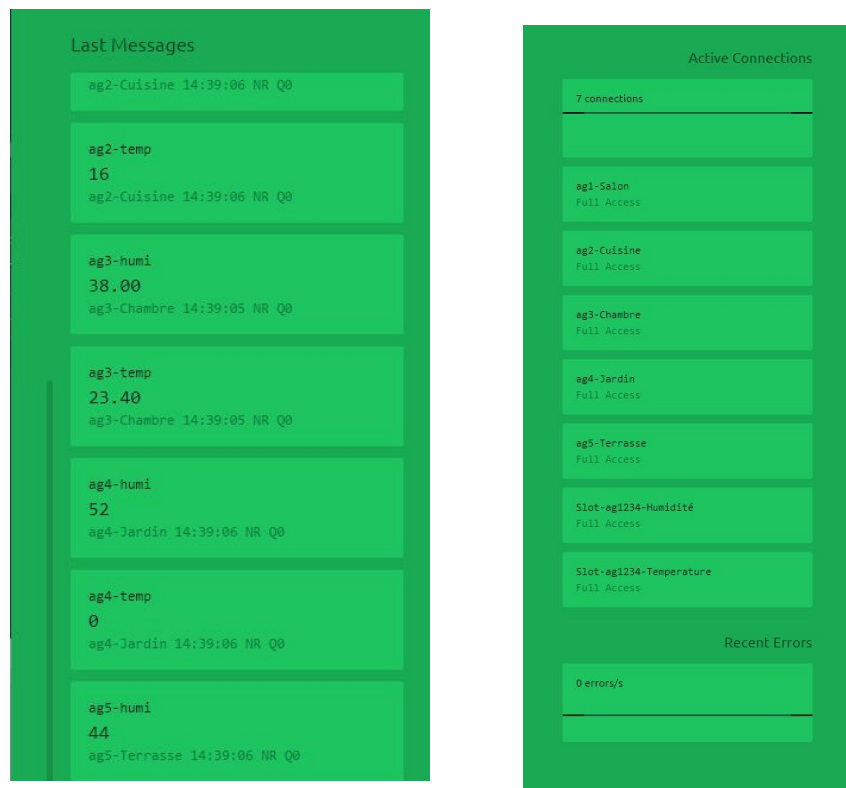 Last Messages
ag2-Cuisine 14:39:06 NR Q0
ag2-temp
16
ag2-Cuisine 14:39:06 NR Q0
ag3-humi
38.00
ag3-Chambre 14:39:05 NR Q0
ag3-temp
23.40
ag3-Chambre 14:39:05 NR Q0
ag4-humi
52
ag4-Jardin 14:39:06 NR Q0
ag4-temp
0
ag4-Jardin 14:39:06 NR Q0
ag5-humi
44
ag5-Terrasse 14:39:06 NR Q0
Active Connections
7 connections
ag1-Salon
Full Access
ag2-Cuisine
Full Access
ag3-Chambre
Full Access
ag4-Jardin
Full Access
ag5-Terrasse
Full Access
Slot-ag1234-Humidité
Full Access
Slot-ag1234-Temperature
Full Access
Recent Errors
0 errors/s